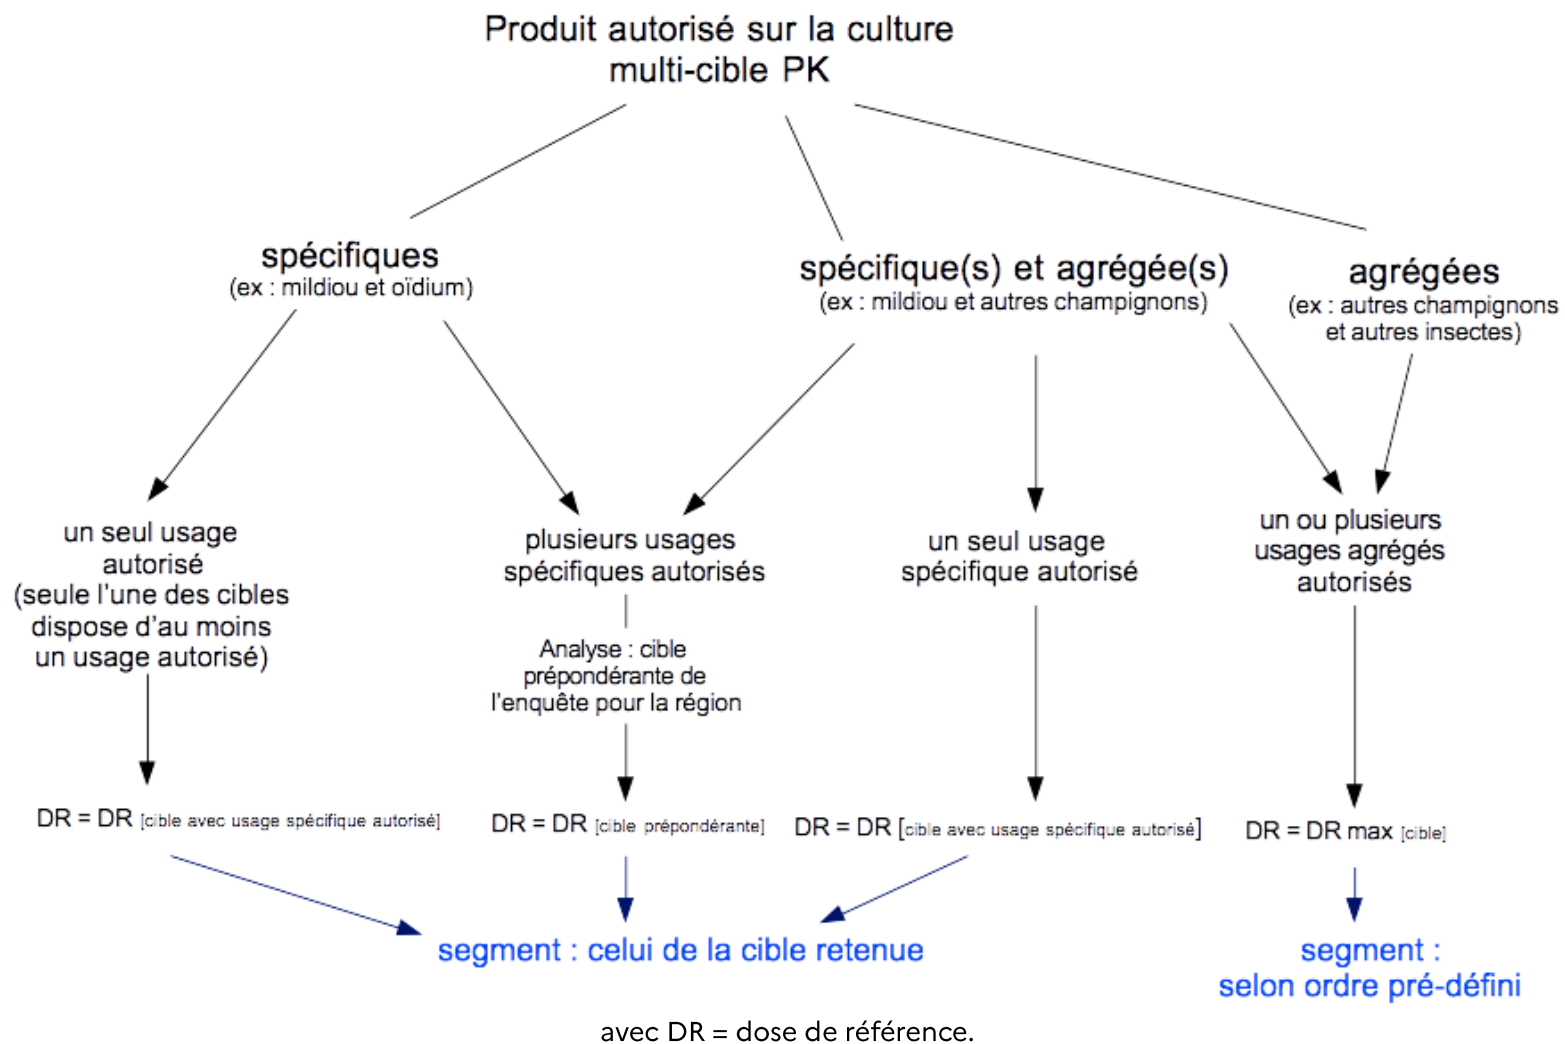 Produit autorisé sur la culture
multi-cible PK
spécifiques
(ex : mildiou et oïdium)
spécifique(s) et agrégée(s)
(ex : mildiou et autres champignons)
agrégées
(ex : autres champignons
et autres insectes)
un seul usage
autorisé
(seule l'une des cibles
dispose d'au moins
un usage autorisé)
plusieurs usages
spécifiques autorisés
un seul usage
spécifique autorisé
un ou plusieurs
usages agrégés
autorisés
Analyse : cible
prépondérante de
l'enquête pour la région
DR = DR [cible avec usage spécifique autorisé]
DR = DR [cible prépondérante]
DR = DR [cible avec usage spécifique autorisé]
DR = DR max [cible]
segment : celui de la cible retenue
segment :
selon ordre pré-défini
avec DR = dose de référence.